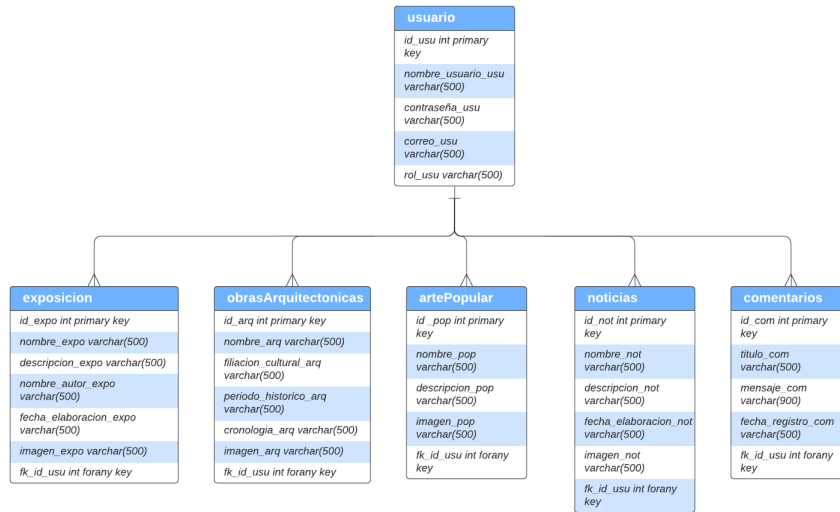 usuario
id_usu int primary
key
nombre_usuario_usu
varchar(500)
contraseña_usu
varchar(500)
correo_usu
varchar(500)
rol_usu varchar(500)
exposicion
id_expo int primary key
nombre_expo varchar(500)
descripcion_expo varchar(500)
nombre_autor_expo
varchar(500)
fecha_elaboracion_expo
varchar(500)
imagen_expo varchar(500)
fk_id_usu int forany key
obrasArquitectonicas
id_arq int primary key
nombre_arq varchar(500)
filiacion_cultural_arq
varchar(500)
periodo_historico_arq
varchar(500)
cronologia_arq varchar(500)
imagen_arq varchar(500)
fk_id_usu int forany key
artePopular
id _pop int primary
key
nombre_pop
varchar(500)
descripcion_pop
varchar(500)
imagen_pop
varchar(500)
fk_id_usu int forany
key
noticias
id_not int primary
key
nombre_not
varchar(500)
descripcion_not
varchar(500)
fecha_elaboracion_not
varchar(500)
imagen_not
varchar(500)
fk_id_usu int forany
key
comentarios
id_com int primary
key
titulo_com
varchar(500)
mensaje_com
varchar(900)
fecha_registro_com
varchar(500)
fk_id_usu int forany
key